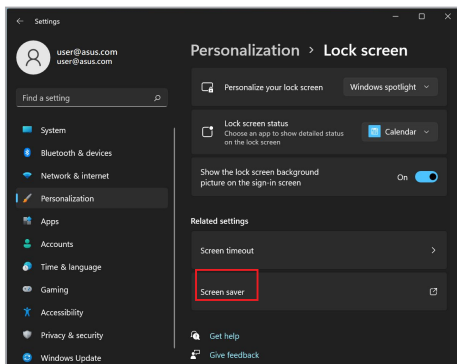 Settings
user@asus.com
user@asus.com
Find a setting
System
Bluetooth & devices
Network & internet
Personalization
Apps
Accounts
Time & language
Gaming
Accessibility
Privacy & security
Windows Update
Personalization > Lock screen
Personalize your lock screen
Windows spotlight
Lock screen status
Choose an app to show detailed status
on the lock screen
Calendar
Show the lock screen background
picture on the sign-in screen
On
Related settings
Screen timeout
Screen saver
Get help
Give feedback